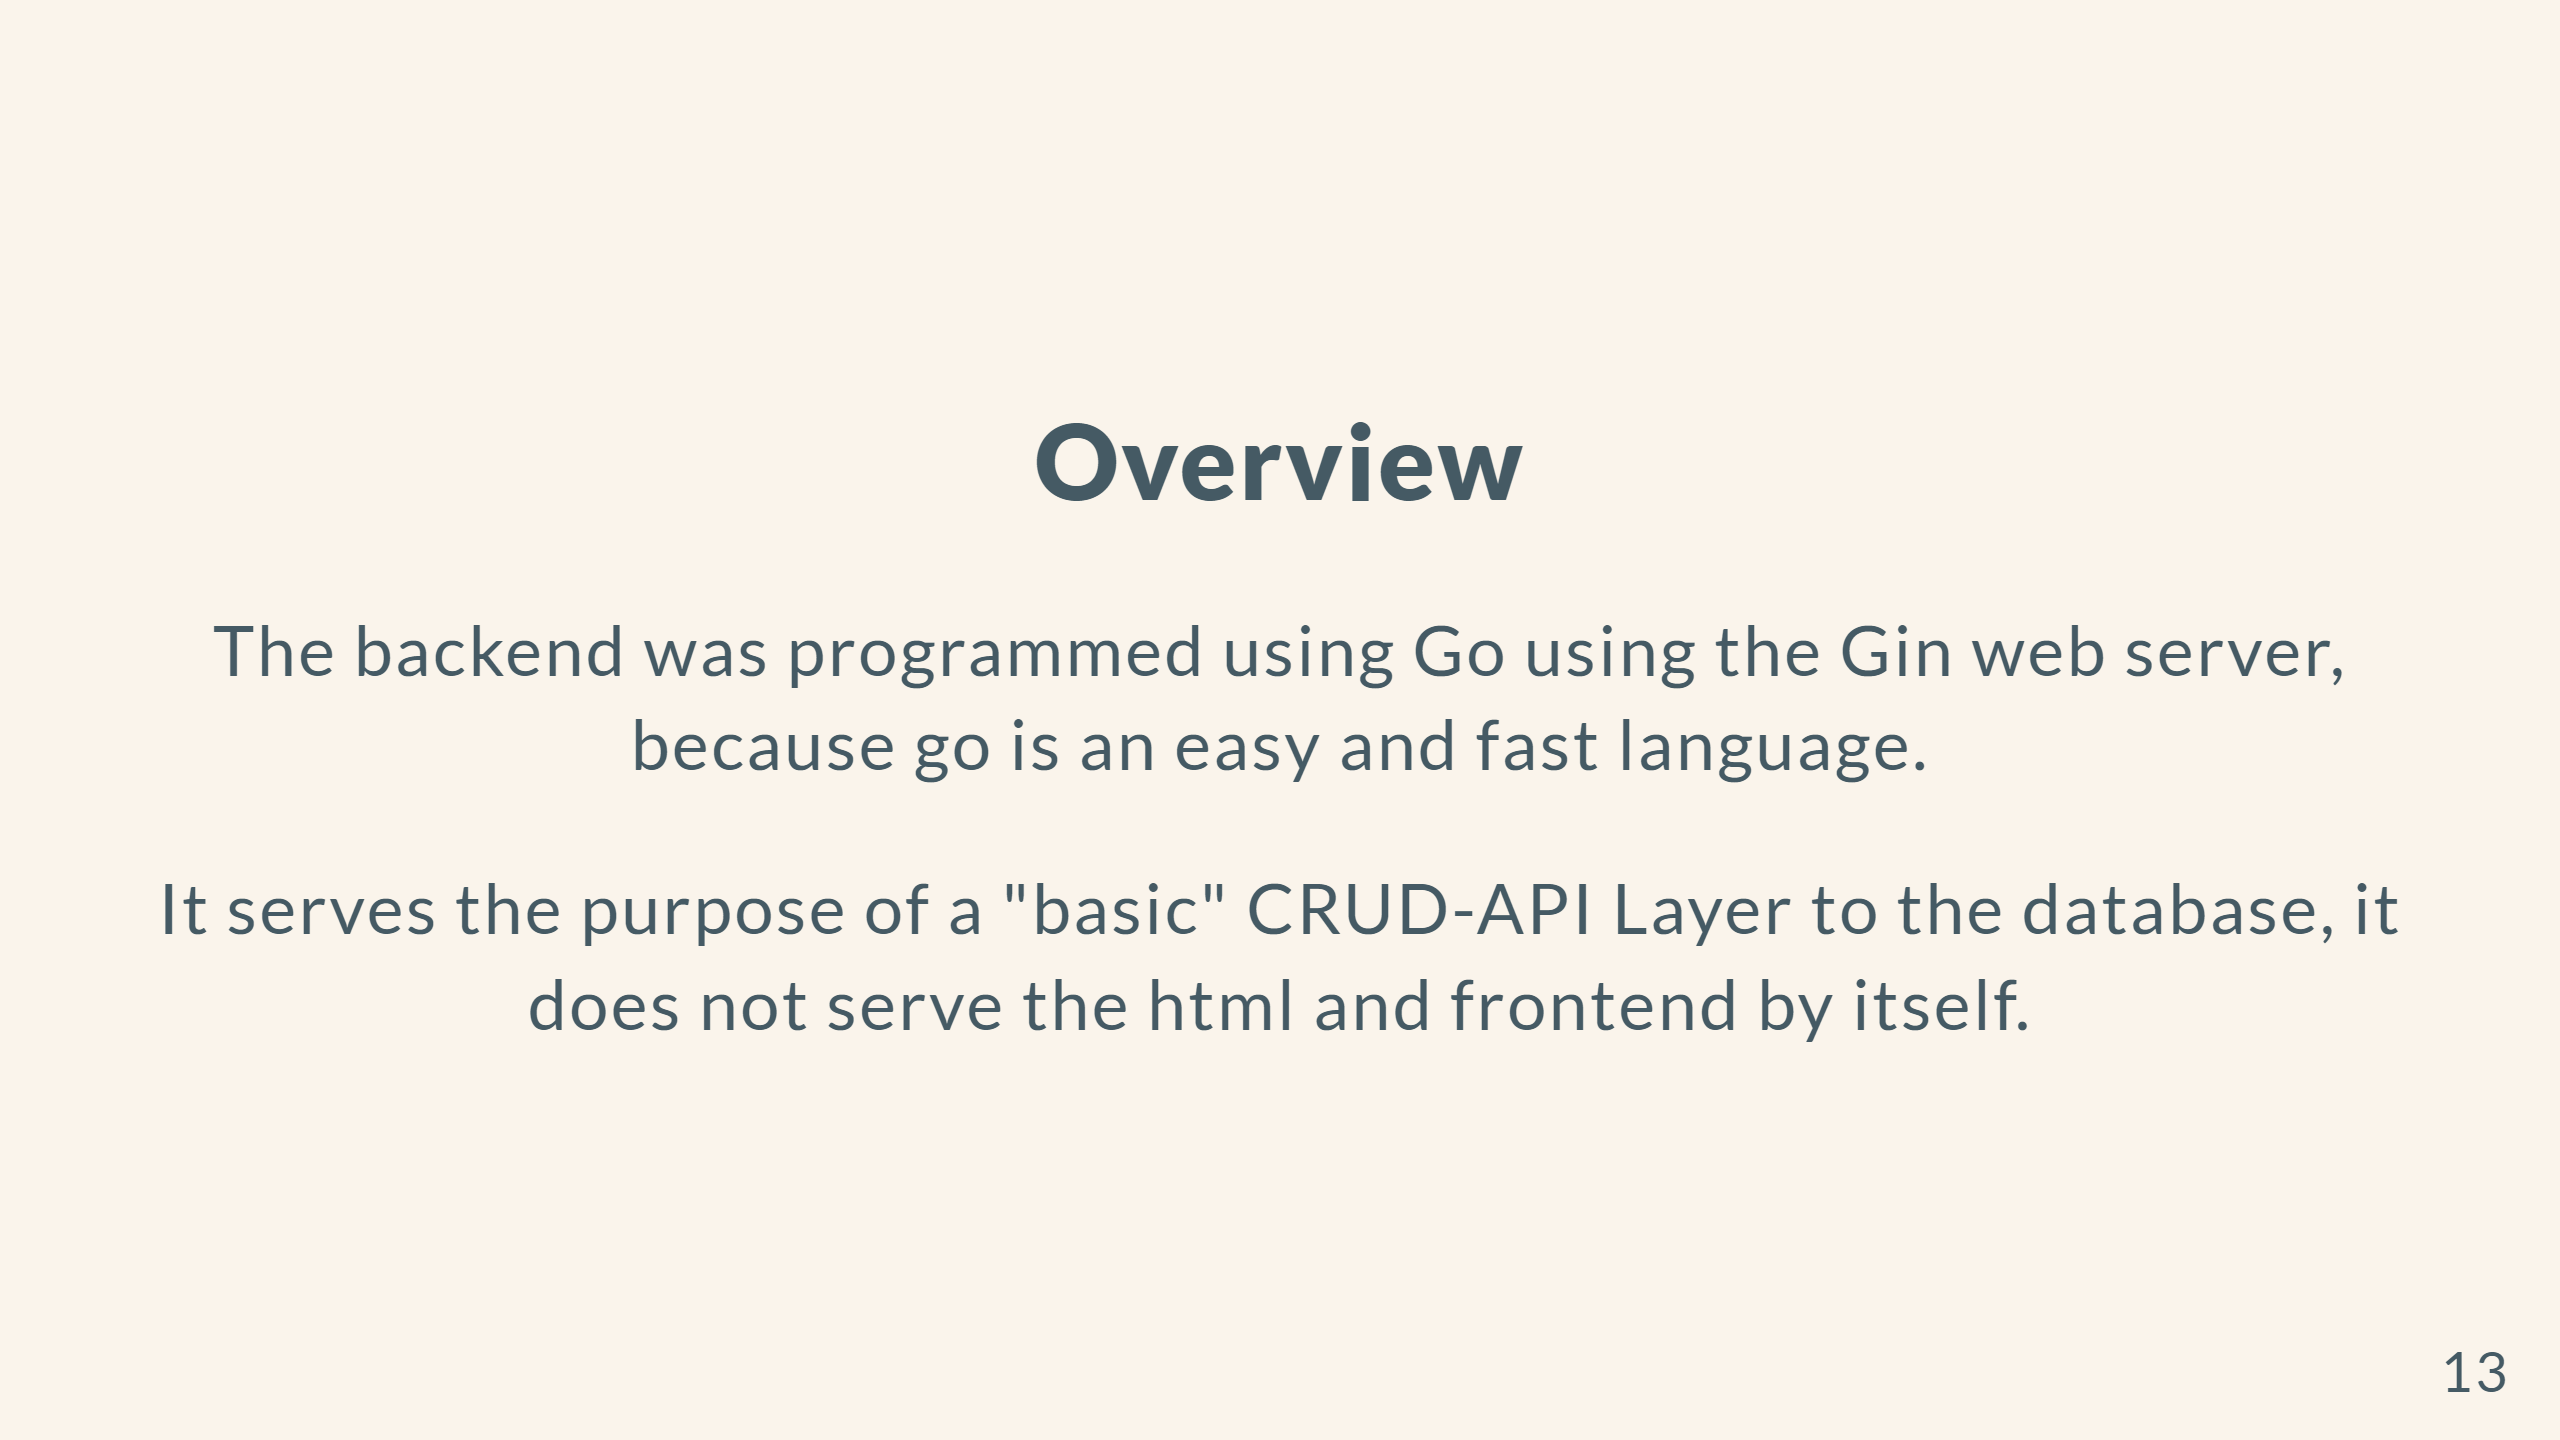 Overview
The backend was programmed using Go using the Gin web server,
because go is an easy and fast language.
It serves the purpose of a "basic" CRUD-API Layer to the database, it
does not serve the html and frontend by itself.
13